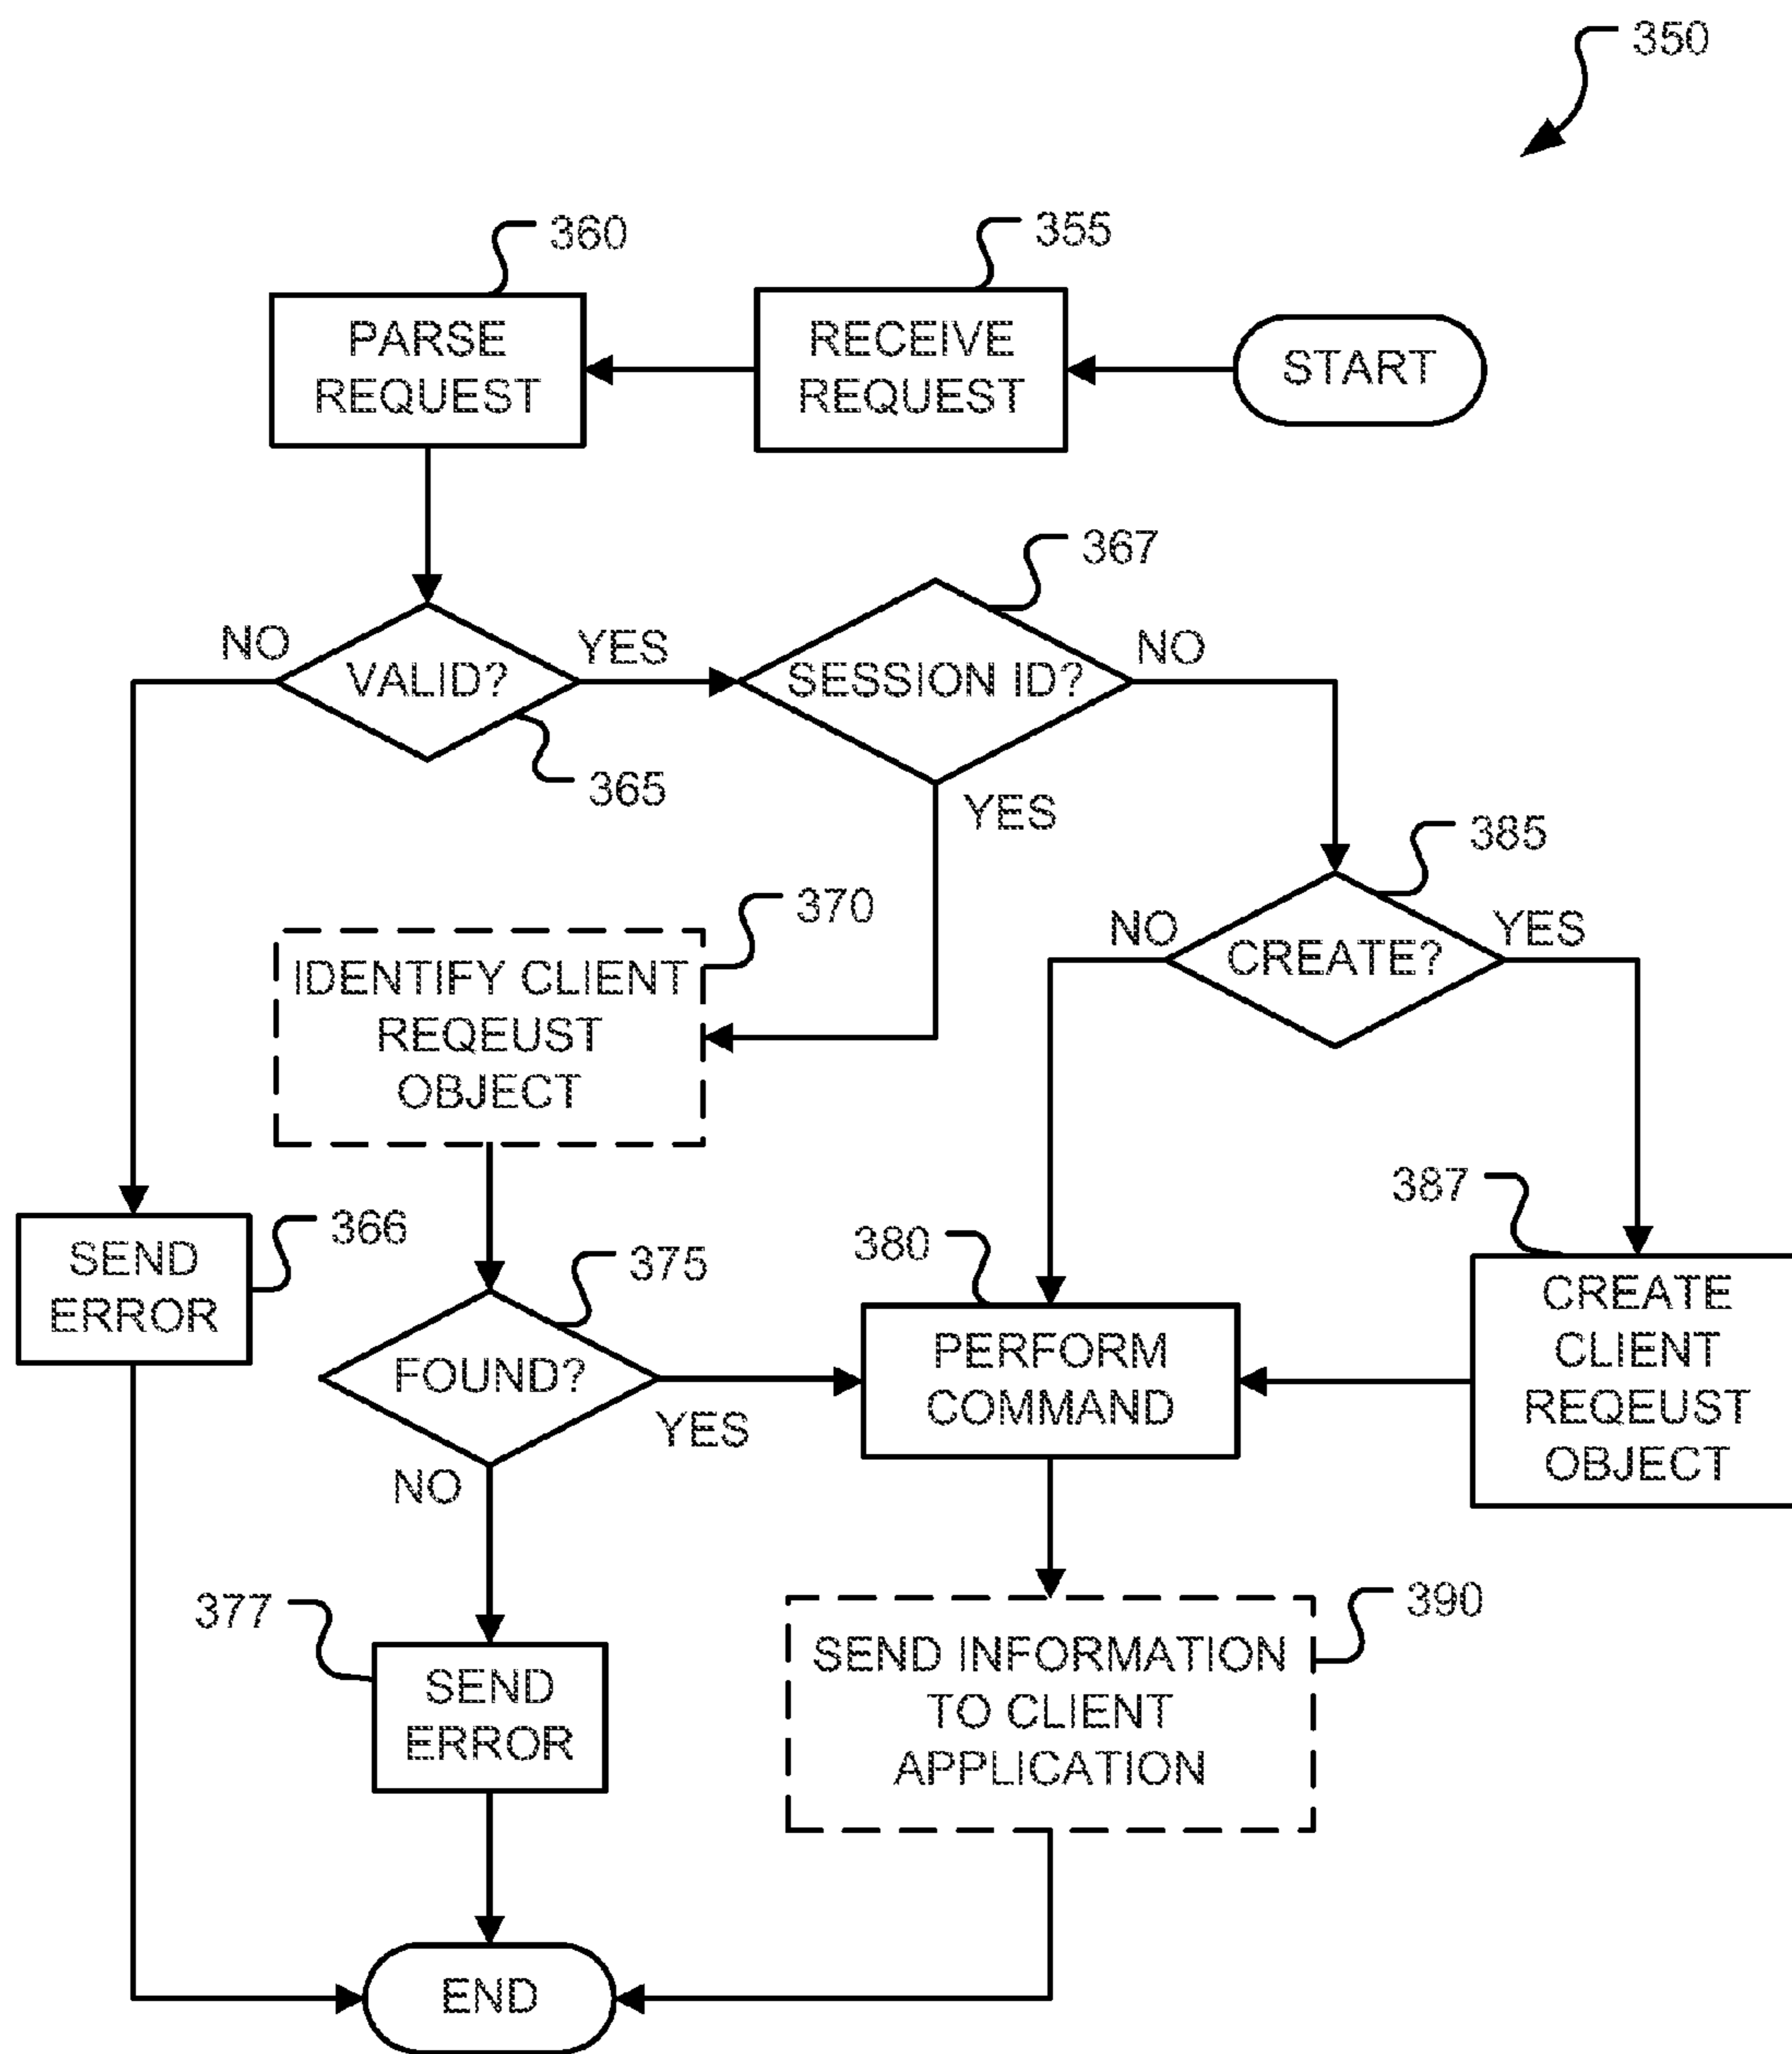 350
360
355
PARSE
REQUEST
RECEIVE
REQUEST
START
367
NO
VALID?
YES
SESSION ID?
NO
365
YES
385
370
NO
CREATE?
YES
IDENTIFY CLIENT
REQEUST
OBJECT
387
366
380
375
SEND
ERROR
FOUND?
YES
NO
PERFORM
COMMAND
CREATE
CLIENT
REQEUST
OBJECT
377
390
SEND
ERROR
SEND INFORMATION
TO CLIENT
APPLICATION
END